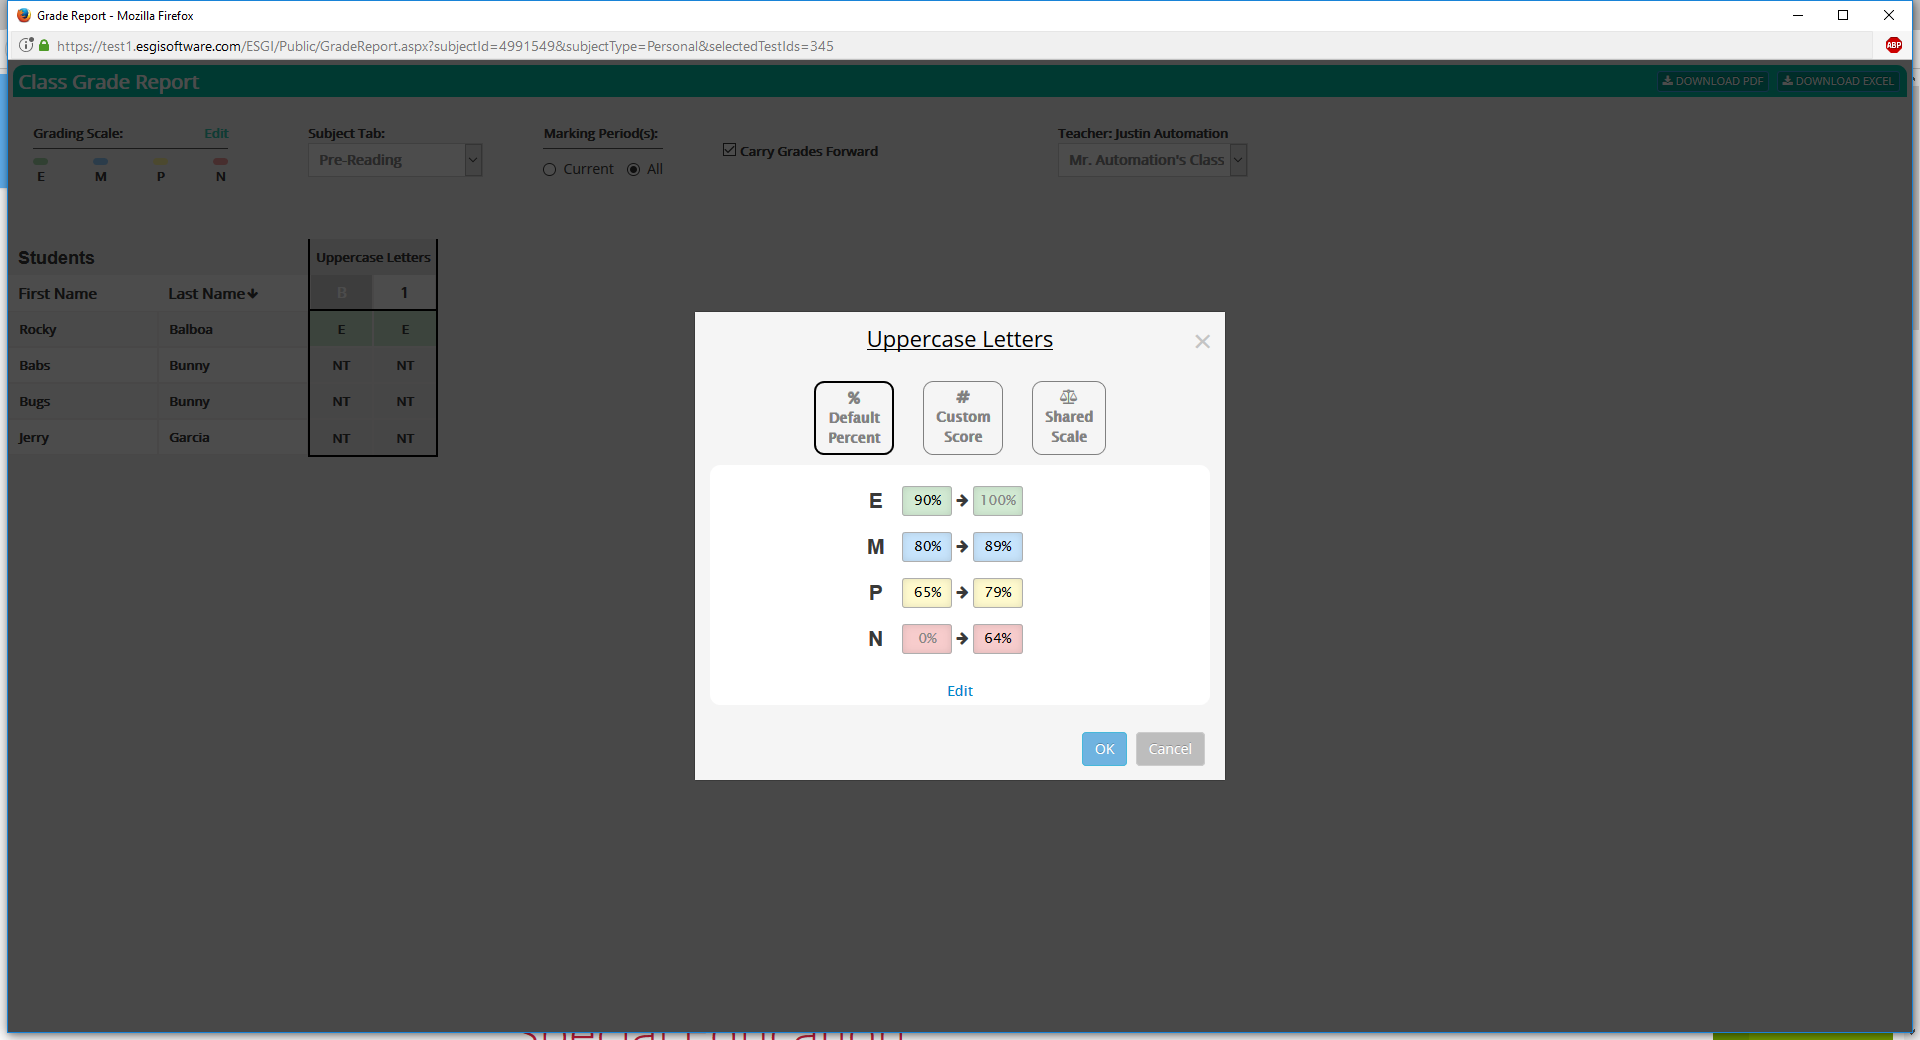 Grade Report - Mozilla Firefox
https://test1.esgisoftware.com/ESGI/Public/GradeReport.aspx?subjectId=4991549&subjectType=Personal&selectedTestIds=345
ABP
Class Grade Report
DOWNLOAD PDF DOWNLOAD EXCEL
Grading Scale: Edit
E M P N
Subject Tab:
Pre-Reading
Marking Period(s):
Current All
Carry Grades Forward
Teacher: Justin Automation
Mr. Automation's Class
Students Uppercase Letters
First Name Last Name B 1
Rocky Balboa E E
Babs Bunny NT NT
Bugs Bunny NT NT
Jerry Garcia NT NT
Uppercase Letters
×
% Default Percent
# Custom Score
Shared Scale
E 90% → 100%
M 80% → 89%
P 65% → 79%
N 0% → 64%
Edit
OK Cancel
Special Education